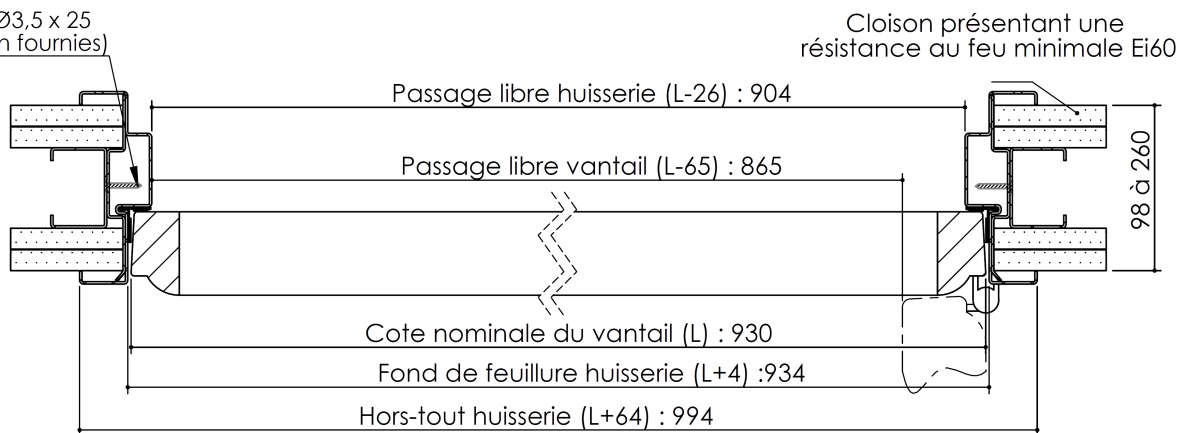 Ø3,5 x 25
fournies)
Cloison présentant une
résistance au feu minimale Ei60
Passage libre huisserie (L-26) : 904
Passage libre vantail (L-65) : 865
98 à 260
Cote nominale du vantail (L) : 930
Fond de feuillure huisserie (L+4) :934
Hors-tout huisserie (L+64) : 994